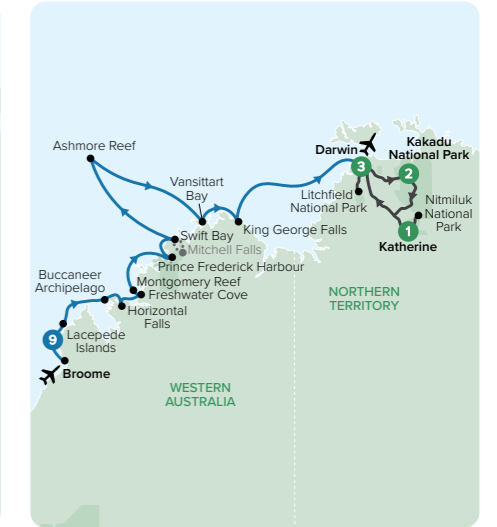 Darwin
3
Kakadu
National Park
2
Ashmore Reef
Vansittart
Bay
Litchfield
National Park
Nitmiluk
National
Park
1
Katherine
King George Falls
Swift Bay
Mitchell Falls
Prince Frederick Harbour
Buccaneer
Archipelago
Montgomery Reef
Freshwater Cove
Horizontal
Falls
NORTHERN
TERRITORY
9
Lacepede
Islands
Broome
WESTERN
AUSTRALIA